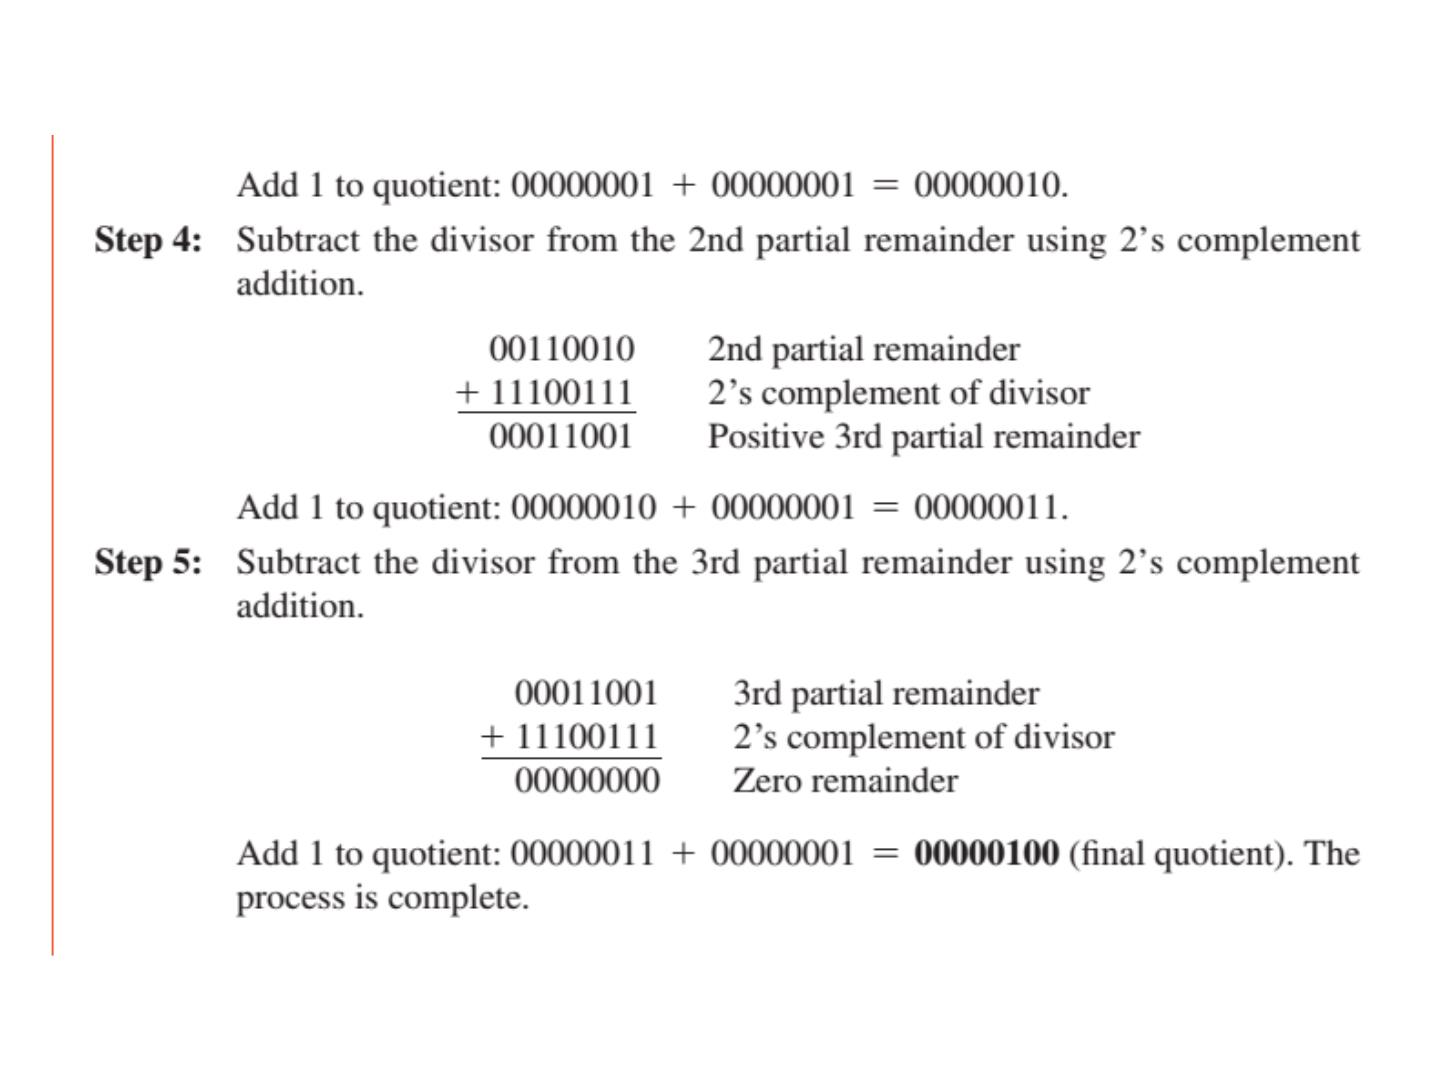 Add 1 to quotient: 00000001 + 00000001 = 00000010.
Step 4: Subtract the divisor from the 2nd partial remainder using 2’s complement
addition.
00110010 2nd partial remainder
+ 11100111 2’s complement of divisor
00011001 Positive 3rd partial remainder
Add 1 to quotient: 00000010 + 00000001 = 00000011.
Step 5: Subtract the divisor from the 3rd partial remainder using 2’s complement
addition.
00011001 3rd partial remainder
+ 11100111 2’s complement of divisor
00000000 Zero remainder
Add 1 to quotient: 00000011 + 00000001 = 00000100 (final quotient). The
process is complete.